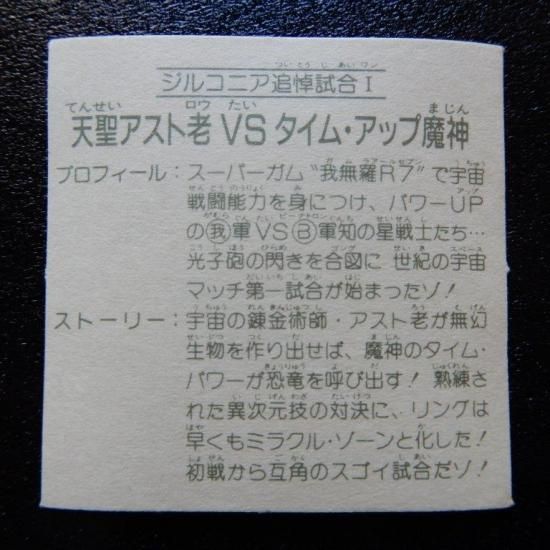 ジルコニア追悼試合Ⅰ
天聖アスト老VSタイム・アップ魔神
プロフィール：スーパーガム“我無羅R7”で宇宙
戦闘能力を身につけ、パワーUP
の㊎軍VSⒷ軍知の星戦士たち…
光子砲の閃きを合図に 世紀の宇宙
マッチ第一試合が始まったゾ！
ストーリー：宇宙の錬金術師・アスト老が無幻
生物を作り出せば、魔神のタイム・
パワーが恐竜を呼び出す！ 熟練さ
れた異次元技の対決に、リングは
早くもミラクル・ゾーンと化した！
初戦から互角のスゴイ試合だゾ！